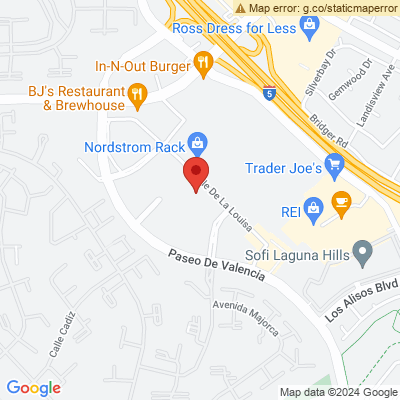 Map error: g.co/staticmaperror
Ross Dress for Less
Silverbay Dr
Gemwood Dr
Landisview Ave
In-N-Out Burger
5
BJ's Restaurant
& Brewhouse
Bridger Rd
Nordstrom Rack
Trader Joe's
De La Louisa
REI
Paseo De Valencia
Sofi Laguna Hills
Los Alisos Blvd
Avenida Majorca
Calle Cadiz
Google
Map data ©2024 Google